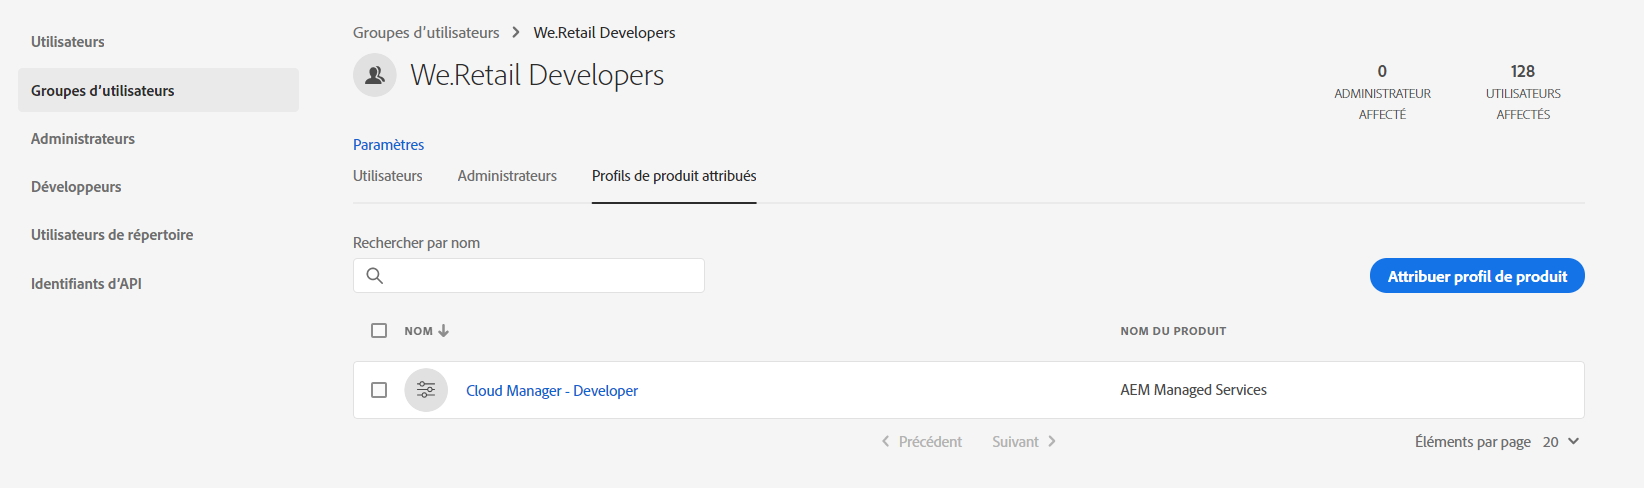 Utilisateurs
Groupes d’utilisateurs
Administrateurs
Développeurs
Utilisateurs de répertoire
Identifiants d’API
Groupes d’utilisateurs > We.Retail Developers
We.Retail Developers
0
ADMINISTRATEUR
AFFECTÉ
128
UTILISATEURS
AFFECTÉS
Paramètres
Utilisateurs Administrateurs Profils de produit attribués
Rechercher par nom
Attribuer profil de produit
NOM NOM DU PRODUIT
Cloud Manager - Developer AEM Managed Services
Précédent Suivant Éléments par page 20